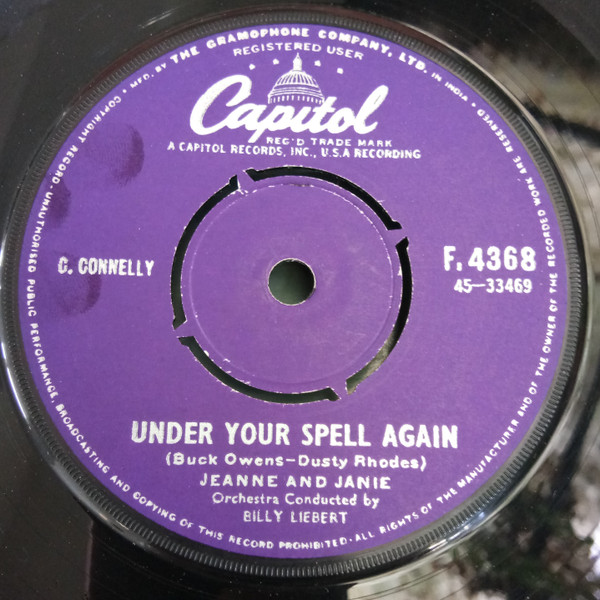 • MFD. BY THE GRAMOPHONE COMPANY, LTD. IN INDIA •
REGISTERED USER
Capitol
REG'D TRADE MARK
A CAPITOL RECORDS, INC., U.S.A RECORDING
C. CONNELLY
F. 4368
45—33469
UNDER YOUR SPELL AGAIN
(Buck Owens—Dusty Rhodes)
JEANNE AND JANIE
Orchestra Conducted by
BILLY LIEBERT
COPYRIGHT RECORD - UNAUTHORISED PUBLIC PERFORMANCE, BROADCASTING AND COPYING OF THIS RECORD PROHIBITED. ALL RIGHTS OF THE MANUFACTURER AND OF THE OWNER OF THE RECORDED WORK ARE RESERVED